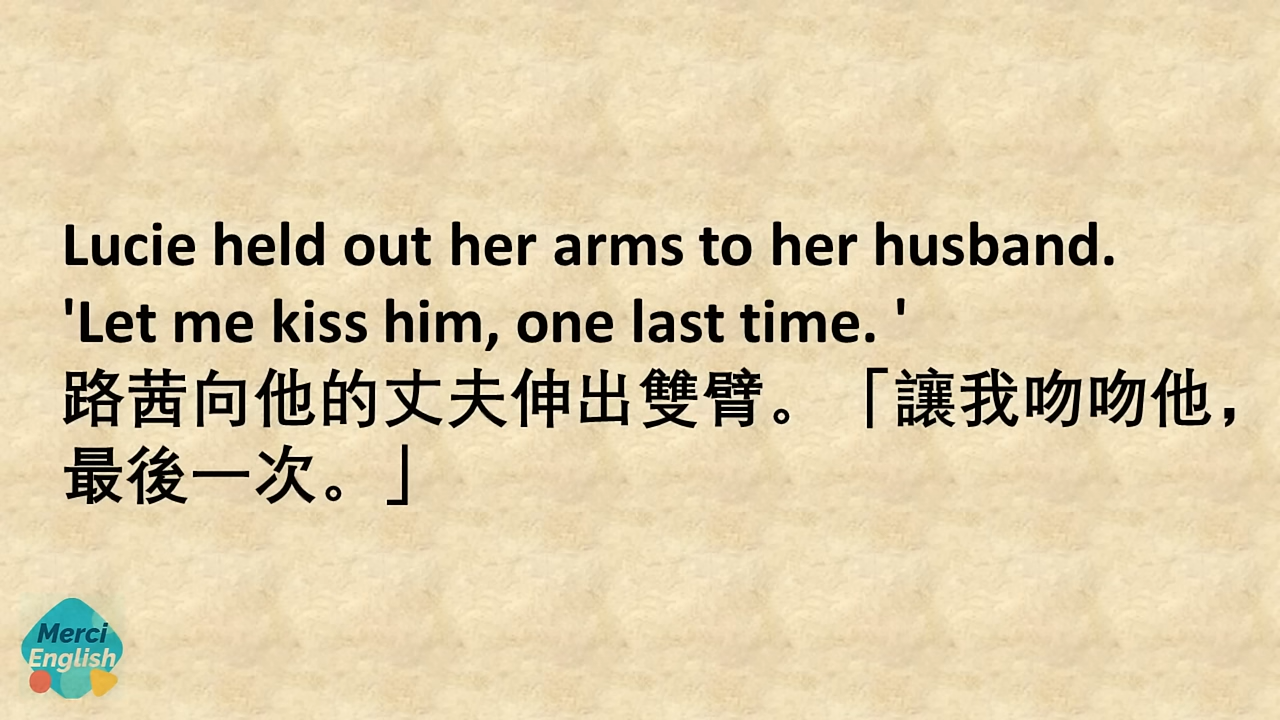 Lucie held out her arms to her husband.
'Let me kiss him, one last time. '
路茜向他的丈夫伸出雙臂。「讓我吻吻他，
最後一次。」
Merci
English